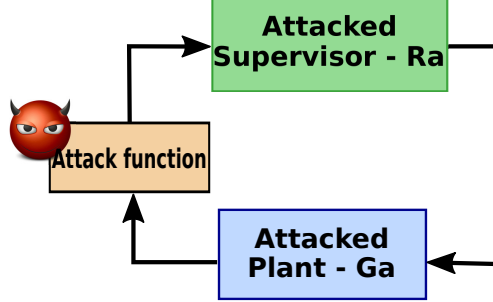 Attacked
Supervisor - Ra
Attack function
Attacked
Plant - Ga